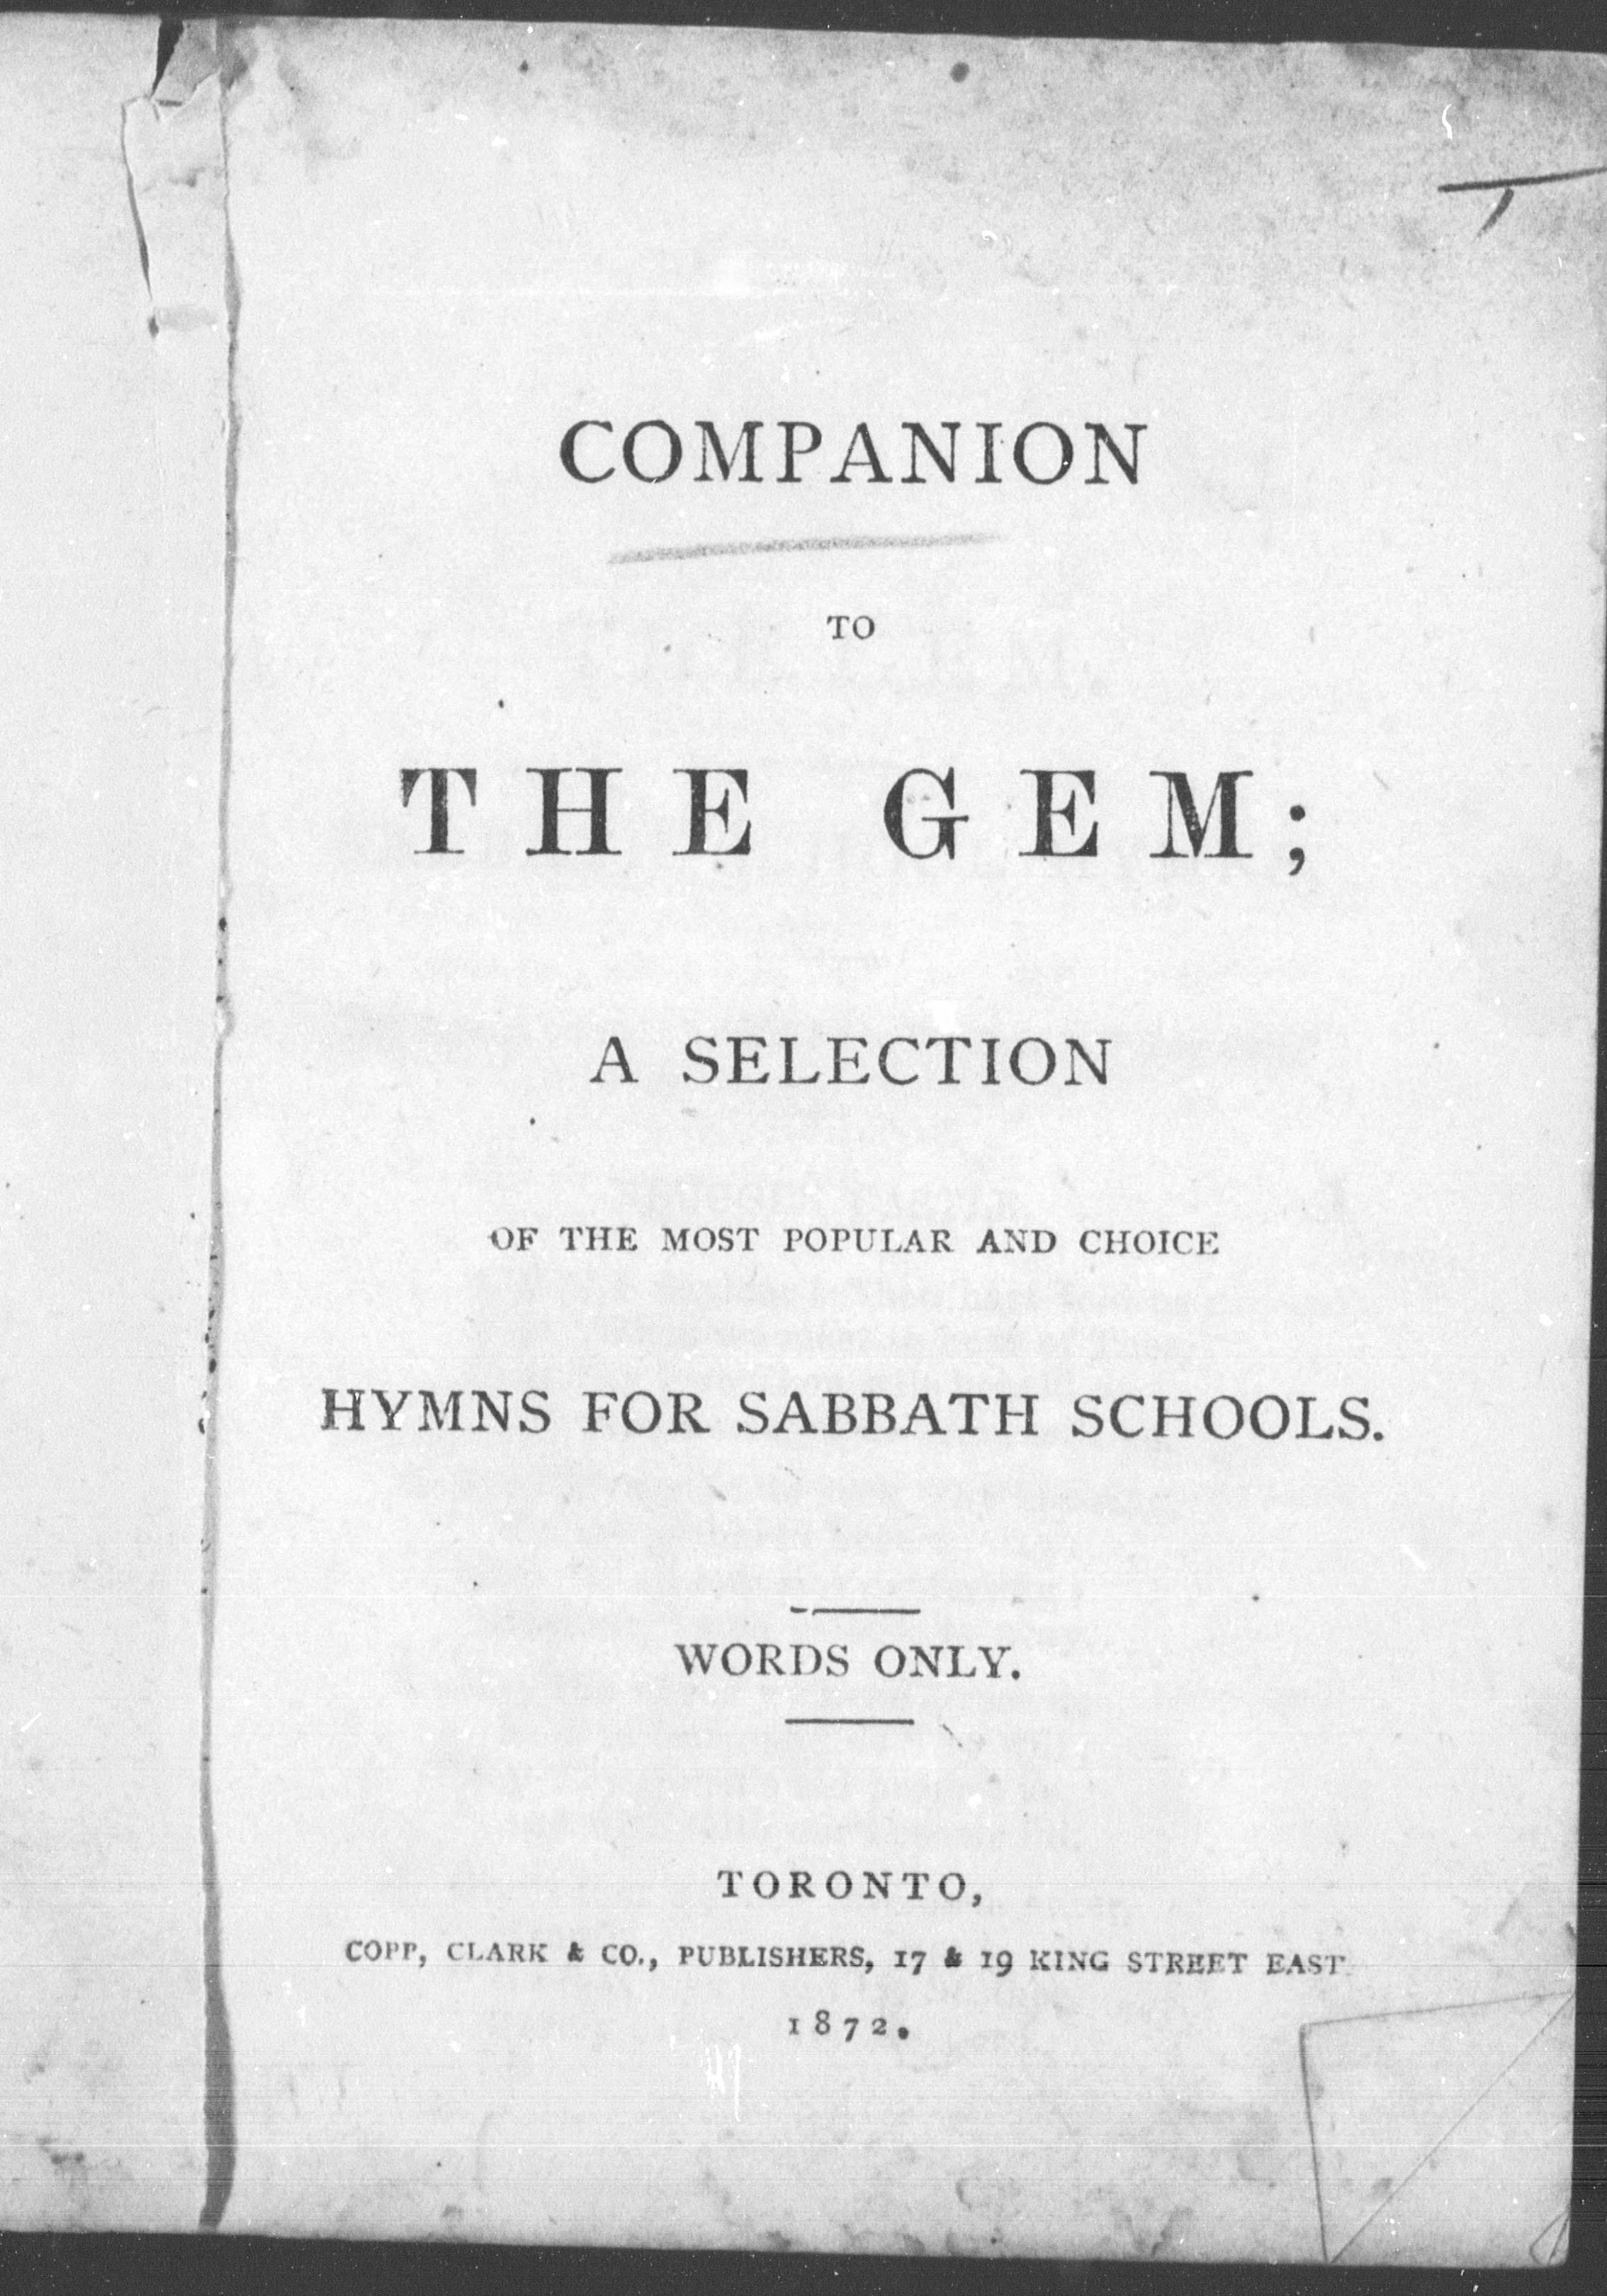 COMPANION
TO
THE GEM;
A SELECTION
OF THE MOST POPULAR AND CHOICE
HYMNS FOR SABBATH SCHOOLS.
WORDS ONLY.
TORONTO,
COPP, CLARK & CO., PUBLISHERS, 17 & 19 KING STREET EAST
1872.